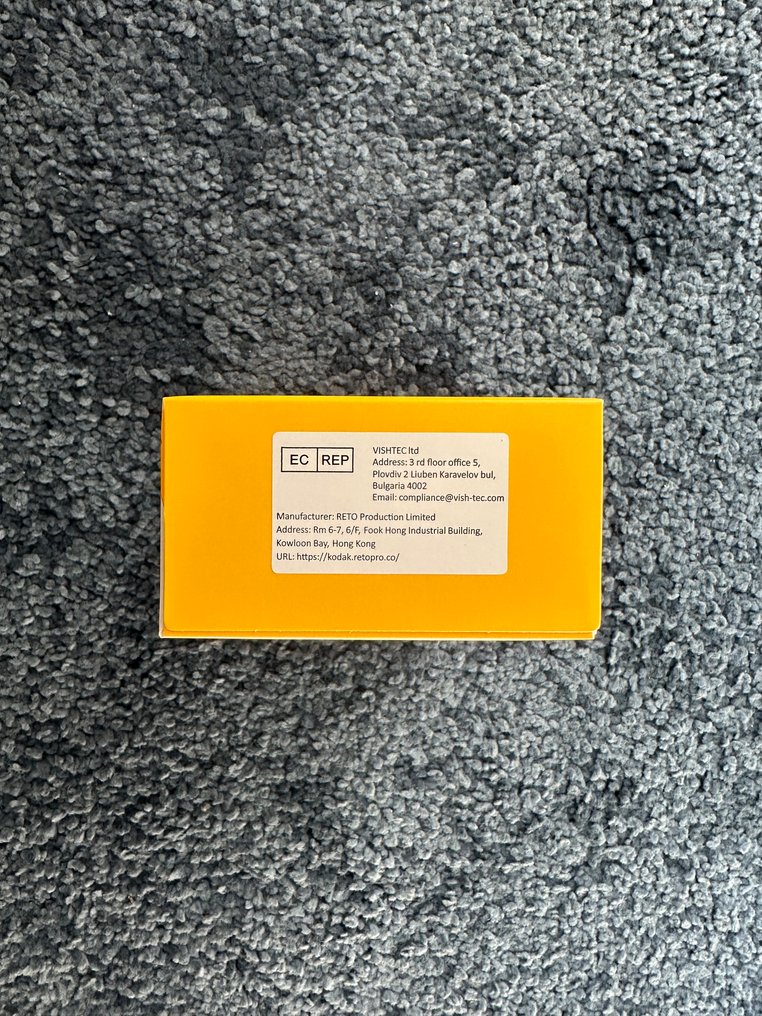 EC REP
VISHTEC ltd
Address: 3 rd floor office 5,
Plovdiv 2 Liuben Karavelov bul,
Bulgaria 4002
Email: compliance@vish-tec.com
Manufacturer: RETO Production Limited
Address: Rm 6-7, 6/F, Fook Hong Industrial Building,
Kowloon Bay, Hong Kong
URL: https://kodak.retopro.co/